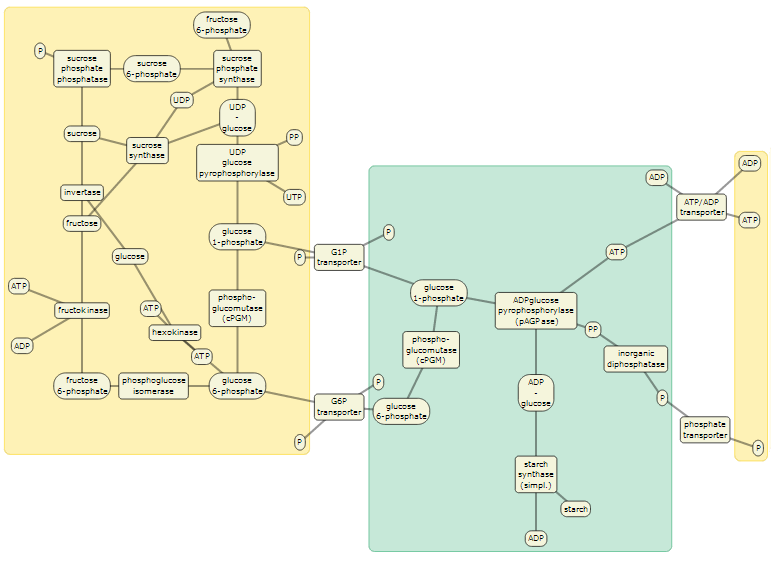 fructose
6-phosphate
P
sucrose
phosphate
phosphatase
sucrose
6-phosphate
sucrose
phosphate
synthase
UDP
UDP
-
glucose
sucrose
sucrose
synthase
PP
UDP
glucose
pyrophosphorylase
UTP
invertase
fructose
glucose
1-phosphate
glucose
P
G1P
transporter
P
ATP
fructokinase
ADP
ATP
hexokinase
ATP
phospho-
glucomutase
(cPGM)
fructose
6-phosphate
phosphoglucose
isomerase
glucose
6-phosphate
P
G6P
transporter
P
glucose
6-phosphate
glucose
1-phosphate
phospho-
glucomutase
(cPGM)
ADPglucose
pyrophosphorylase
(pAGPase)
ATP
ADP
ATP/ADP
transporter
ADP
ATP
PP
inorganic
diphosphatase
P
phosphate
transporter
P
ADP
-
glucose
starch
synthase
(simpl.)
starch
ADP